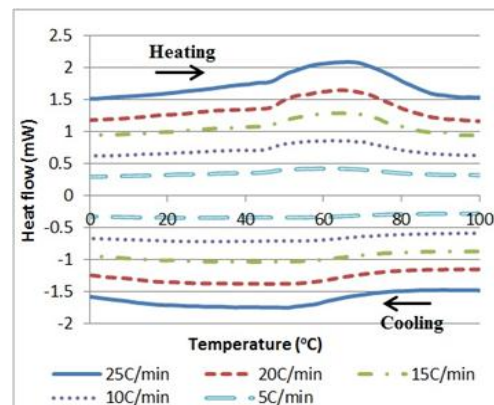 2.5
2
1.5
1
0.5
0
-0.5
-1
-1.5
-2
Heat flow (mW)
Heating
0 20 40 60 80 100
Cooling
Temperature (°C)
25C/min 20C/min 15C/min
10C/min 5C/min